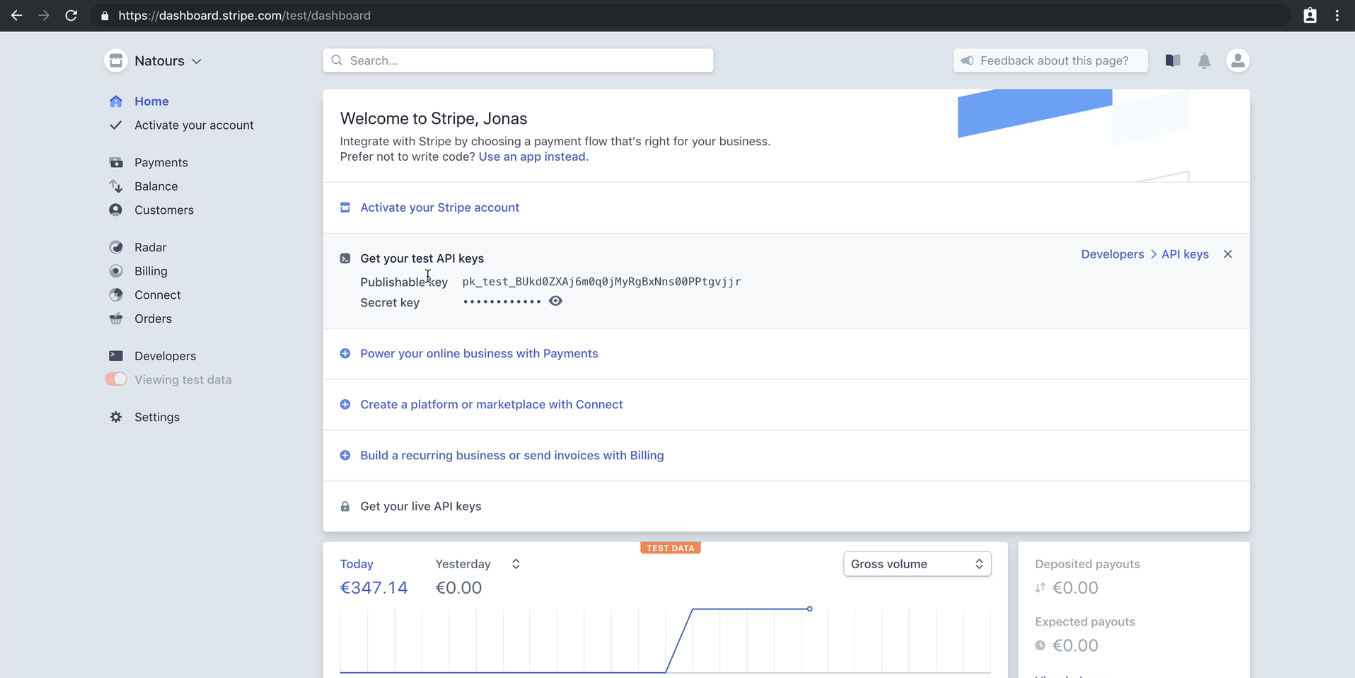 https://dashboard.stripe.com/test/dashboard
Natours
Search...
Feedback about this page?
Home
Activate your account
Payments
Balance
Customers
Radar
Billing
Connect
Orders
Developers
Viewing test data
Settings
Welcome to Stripe, Jonas
Integrate with Stripe by choosing a payment flow that's right for your business.
Prefer not to write code? Use an app instead.
Activate your Stripe account
Get your test API keys
Developers > API keys
Publishable key pk_test_BUkd0ZXAj6m0q0jMyRgBxNns00PPtgvjjr
Secret key ••••••••••••
Power your online business with Payments
Create a platform or marketplace with Connect
Build a recurring business or send invoices with Billing
Get your live API keys
TEST DATA
Today
€347.14
Yesterday
€0.00
Gross volume
Deposited payouts
€0.00
Expected payouts
€0.00